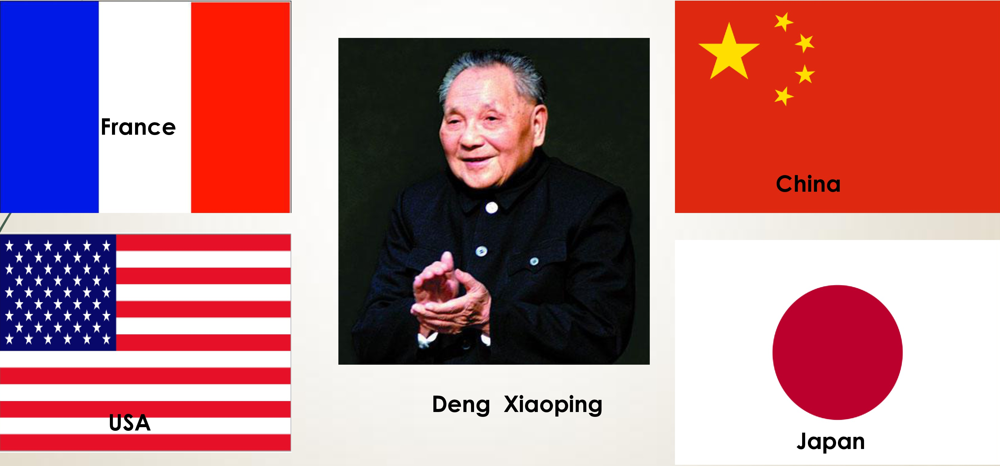 France
China
USA
Deng Xiaoping
Japan